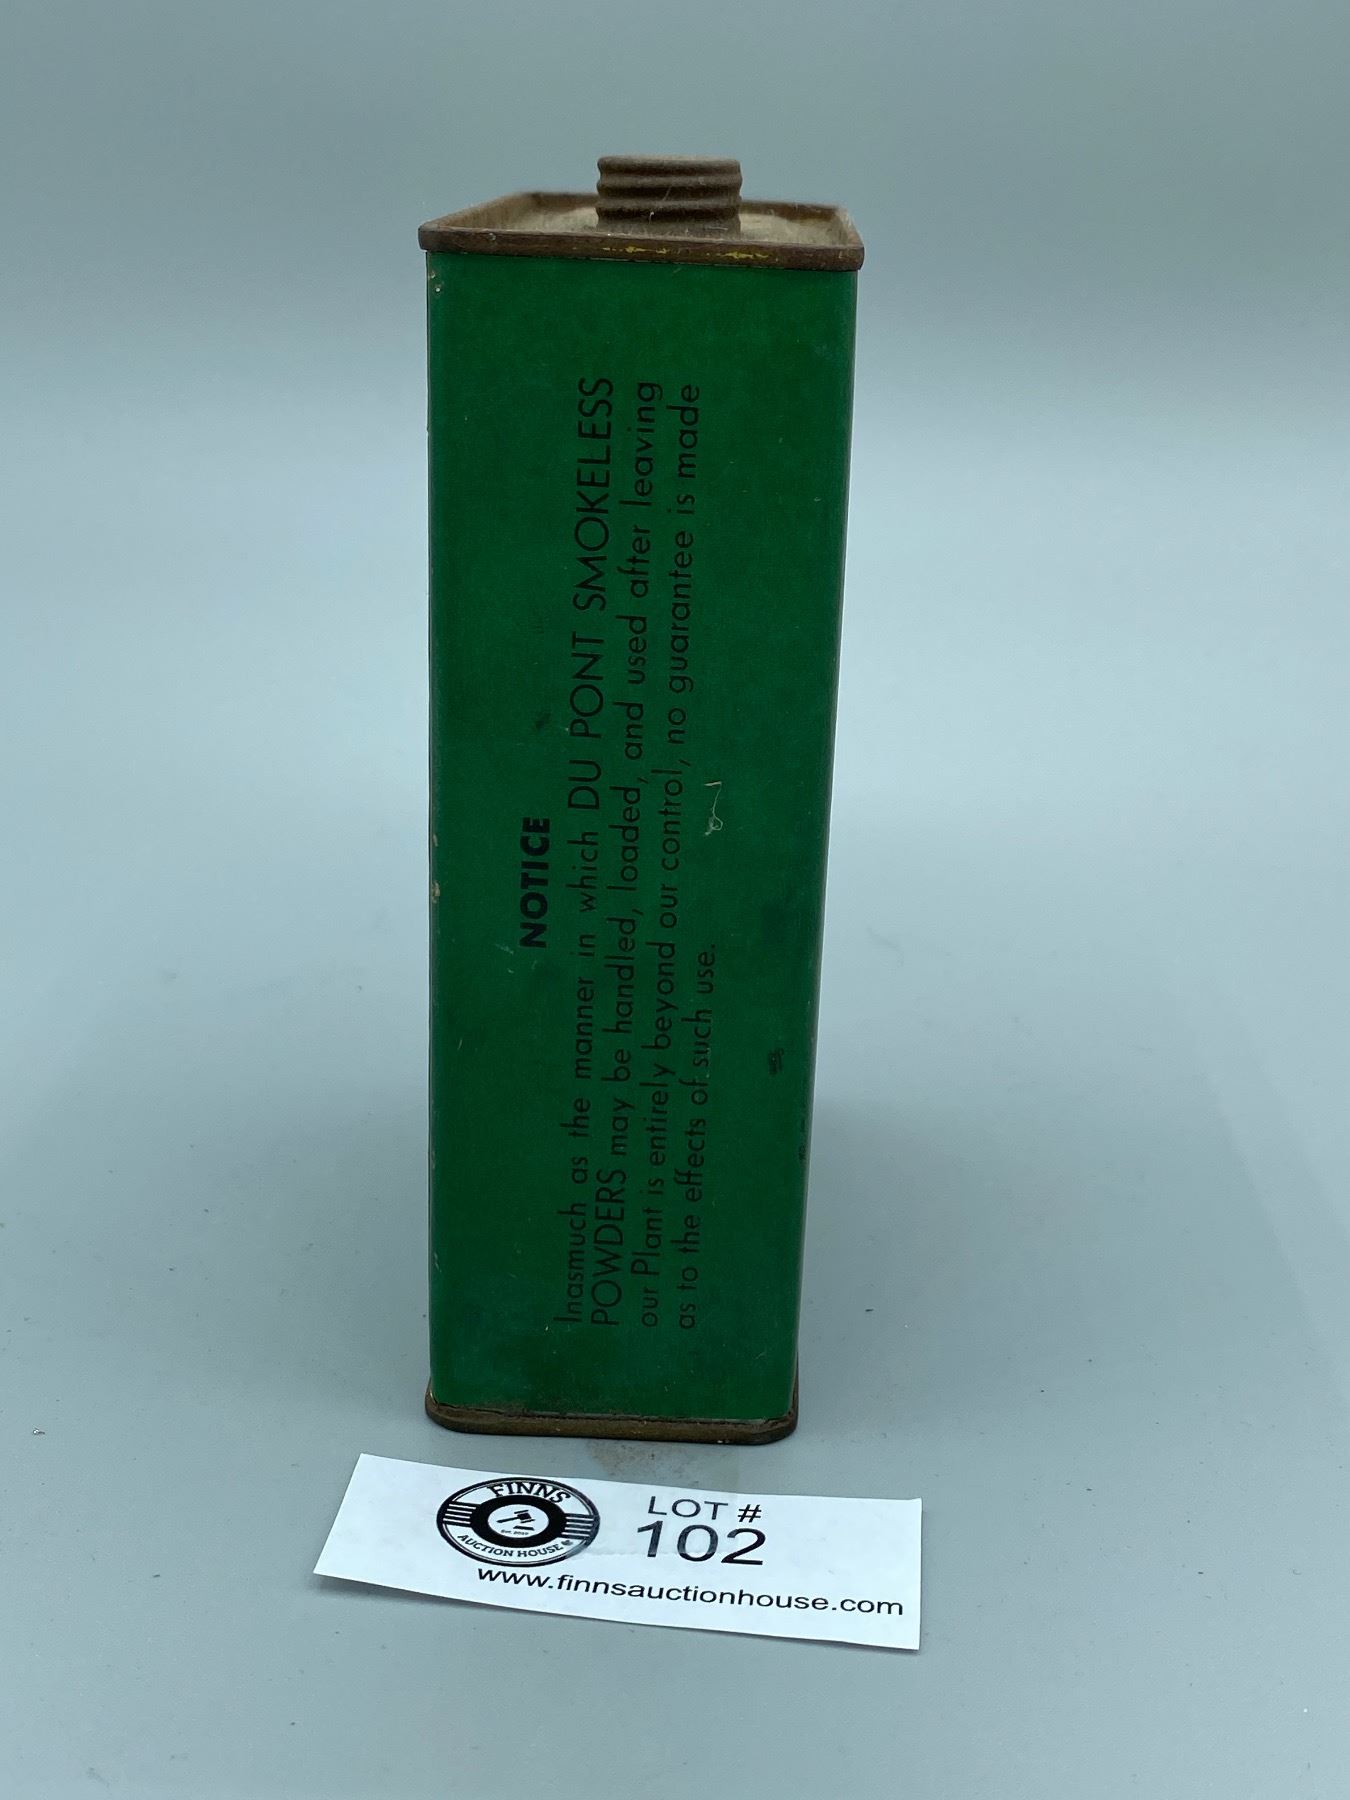 NOTICE
Inasmuch as the manner in which DU PONT SMOKELESS
POWDERS may be handled, loaded, and used after leaving
our Plant is entirely beyond our control, no guarantee is made
as to the effects of such use.
FINNS
Est. 2019
AUCTION HOUSE
LOT #
102
www.finnsauctionhouse.com